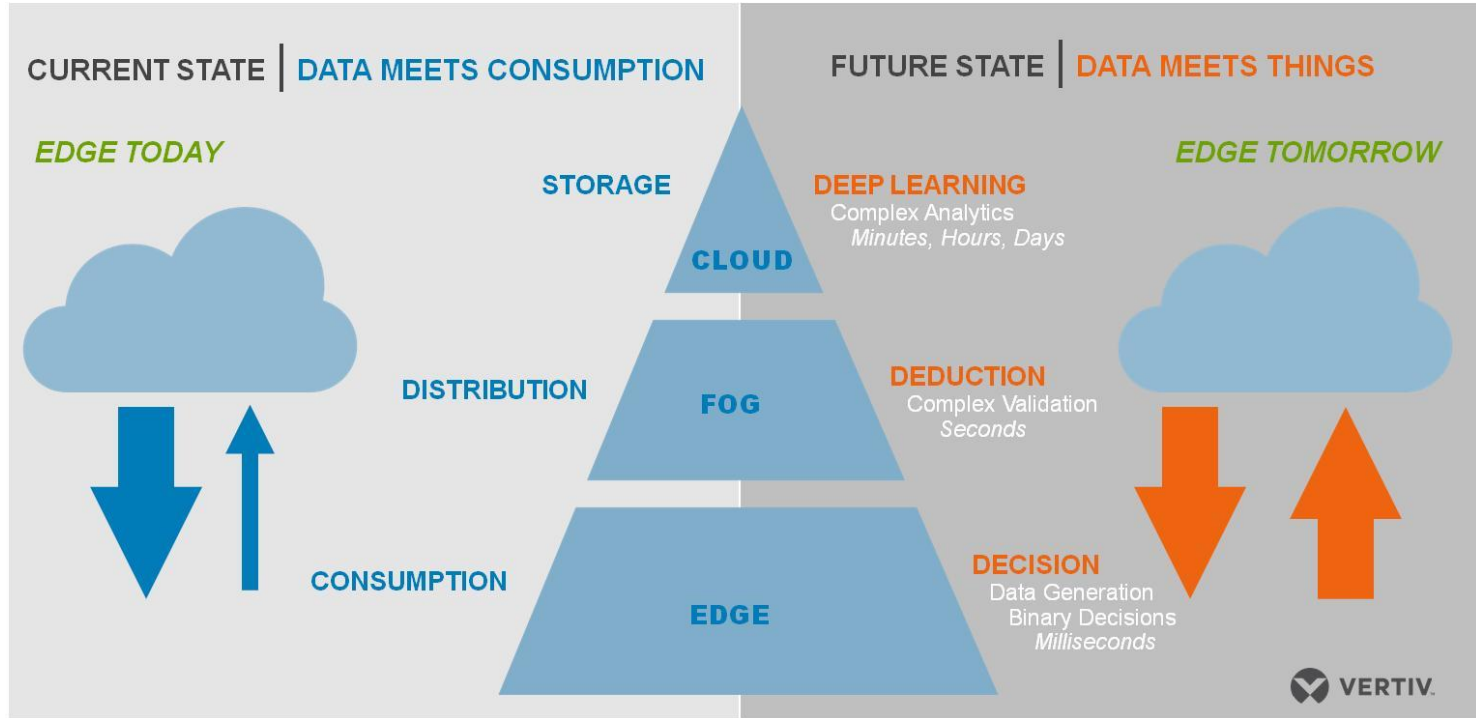 CURRENT STATE | DATA MEETS CONSUMPTION
EDGE TODAY
STORAGE
DISTRIBUTION
CONSUMPTION
CLOUD
FOG
EDGE
FUTURE STATE | DATA MEETS THINGS
EDGE TOMORROW
DEEP LEARNING
Complex Analytics
Minutes, Hours, Days
DEDUCTION
Complex Validation
Seconds
DECISION
Data Generation
Binary Decisions
Milliseconds
VERTIV™